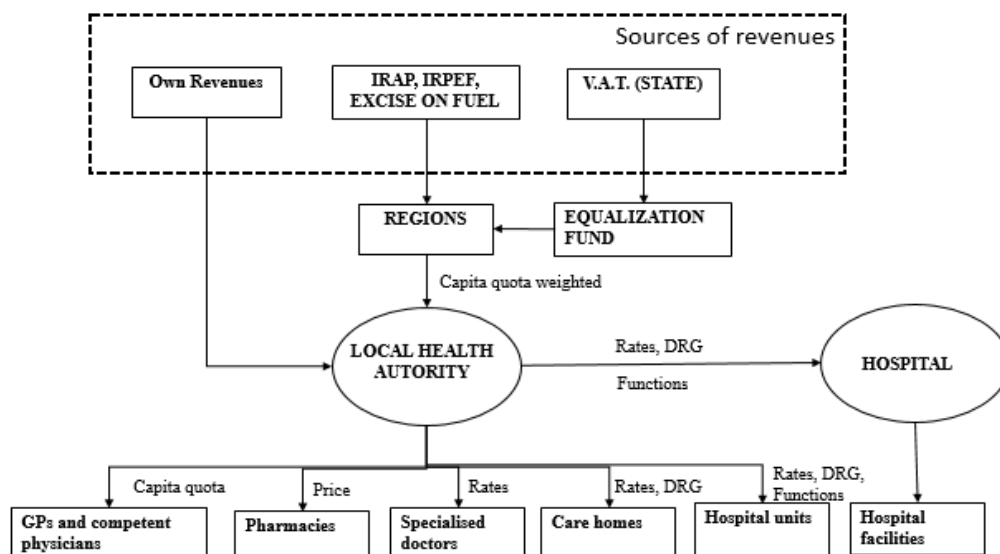 Sources of revenues
Own Revenues
IRAP, IRPEF,
EXCISE ON FUEL
V.A.T. (STATE)
REGIONS
EQUALIZATION
FUND
Capita quota weighted
LOCAL HEALTH
AUTORITY
Rates, DRG
Functions
HOSPITAL
Capita quota
Price
Rates
Rates, DRG
Rates, DRG,
Functions
GPs and competent
physicians
Pharmacies
Specialised
doctors
Care homes
Hospital units
Hospital
facilities